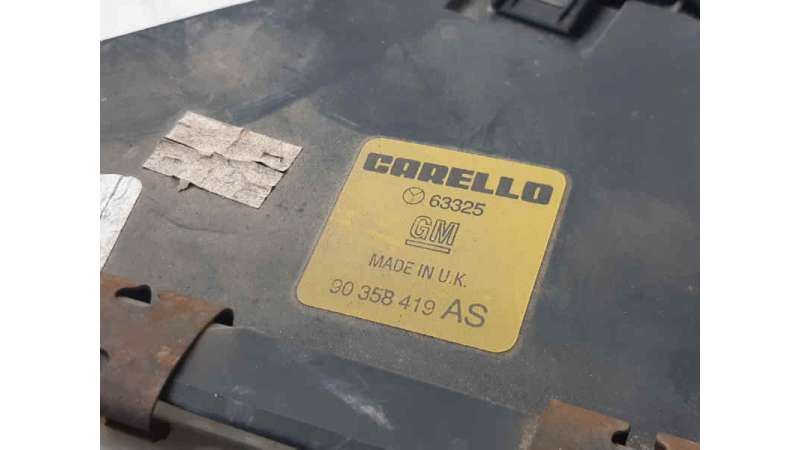 CARELLO
63325
GM
MADE IN U.K.
90 358 419 AS